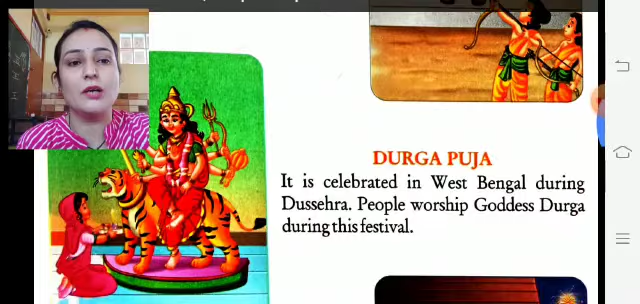 DURGA PUJA
It is celebrated in West Bengal during
Dussehra. People worship Goddess Durga
during this festival.